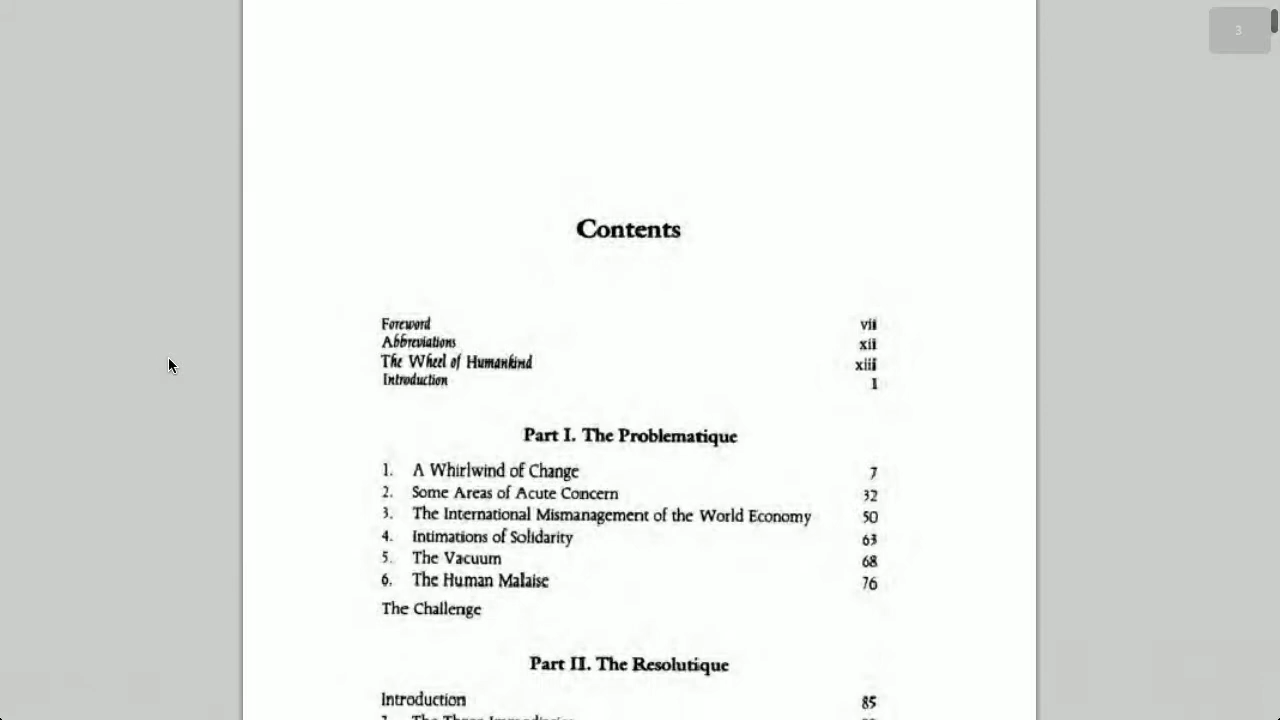 3
Contents
Foreword vii
Abbreviations xii
The Wheel of Humankind xiii
Introduction 1
Part I. The Problematique
1. A Whirlwind of Change 7
2. Some Areas of Acute Concern 32
3. The International Mismanagement of the World Economy 50
4. Intimations of Solidarity 63
5. The Vacuum 68
6. The Human Malaise 76
The Challenge
Part II. The Resolutique
Introduction 85
The Three Immediacies